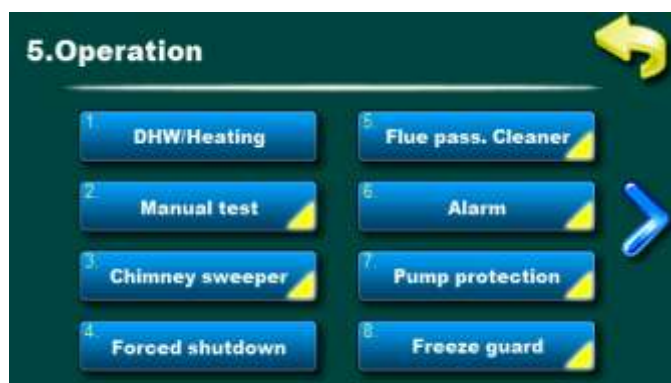 5.Operation
1.
DHW/Heating
2.
Manual test
3.
Chimney sweeper
4.
Forced shutdown
5.
Flue pass. Cleaner
6.
Alarm
7.
Pump protection
8.
Freeze guard